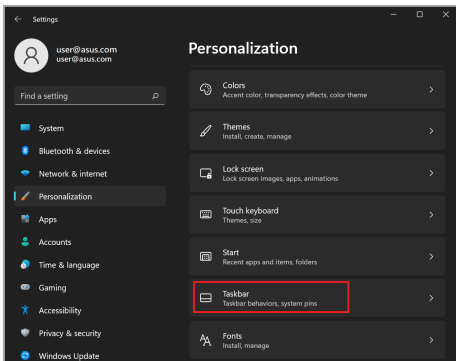 Settings
user@asus.com
user@asus.com
Find a setting
System
Bluetooth & devices
Network & internet
Personalization
Apps
Accounts
Time & language
Gaming
Accessibility
Privacy & security
Windows Update
Personalization
Colors
Accent color, transparency effects, color theme
Themes
Install, create, manage
Lock screen
Lock screen images, apps, animations
Touch keyboard
Themes, size
Start
Recent apps and items, folders
Taskbar
Taskbar behaviors, system pins
Fonts
Install, manage